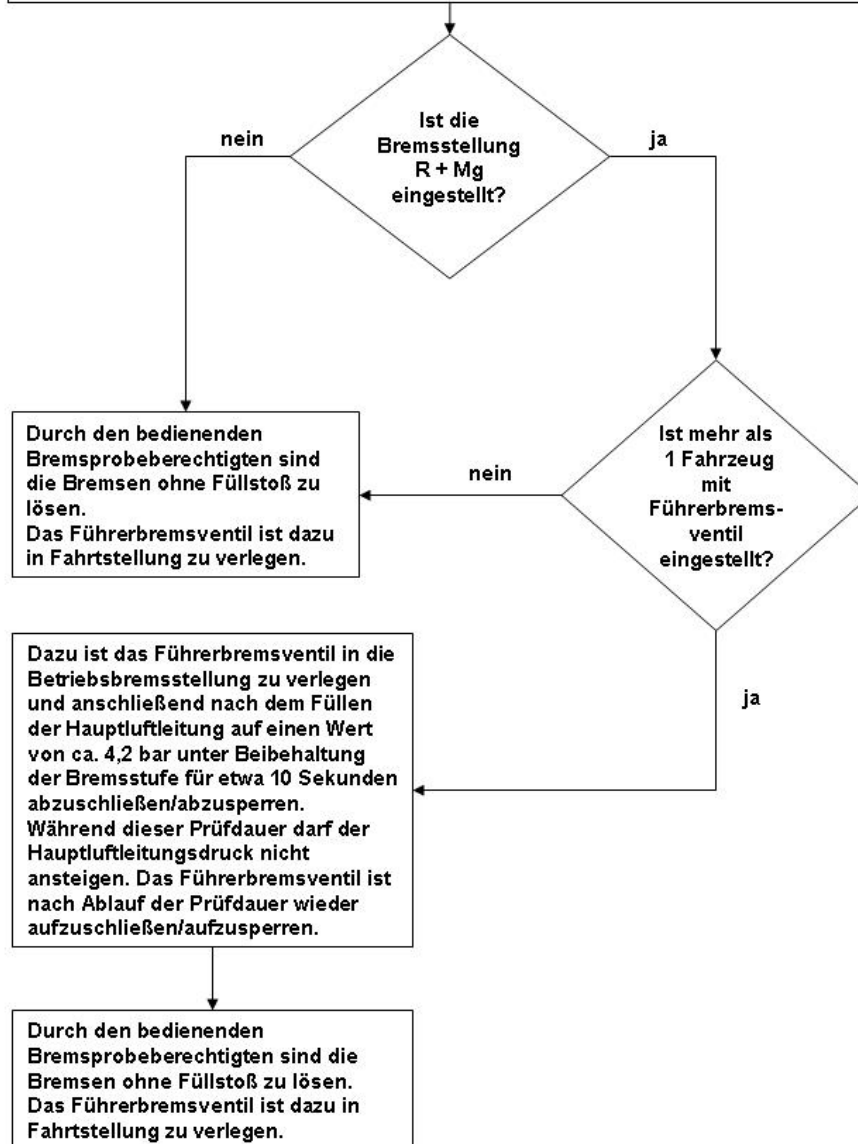 Ist die
Bremsstellung
R + Mg
eingestellt?
nein
ja
Ist mehr als
1 Fahrzeug
mit
Führerbrems-
ventil
eingestellt?
nein
ja
Durch den bedienenden
Bremsprobeberechtigten sind
die Bremsen ohne Füllstoß zu
lösen.
Das Führerbremsventil ist dazu
in Fahrtstellung zu verlegen.
Dazu ist das Führerbremsventil in die
Betriebsbremsstellung zu verlegen
und anschließend nach dem Füllen
der Hauptluftleitung auf einen Wert
von ca. 4,2 bar unter Beibehaltung
der Bremsstufe für etwa 10 Sekunden
abzuschließen/abzusperren.
Während dieser Prüfdauer darf der
Hauptluftleitungsdruck nicht
ansteigen. Das Führerbremsventil ist
nach Ablauf der Prüfdauer wieder
aufzuschließen/aufzusperren.
Durch den bedienenden
Bremsprobeberechtigten sind die
Bremsen ohne Füllstoß zu lösen.
Das Führerbremsventil ist dazu in
Fahrtstellung zu verlegen.